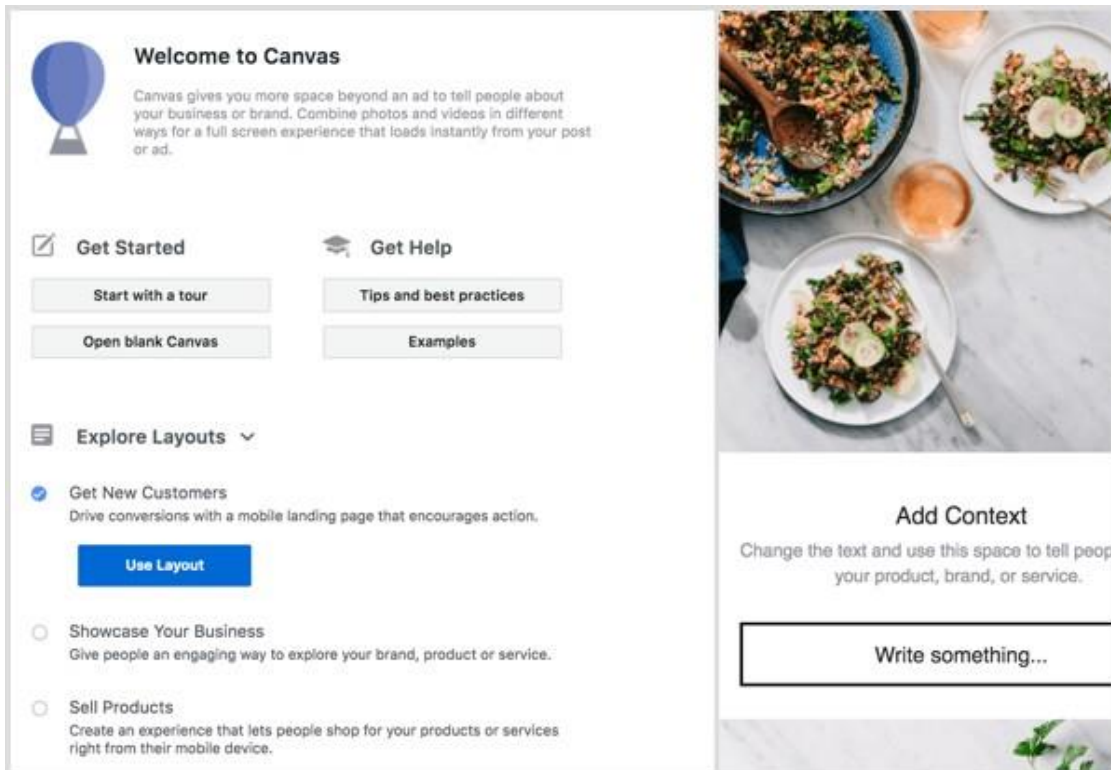 Welcome to Canvas
Canvas gives you more space beyond an ad to tell people about
your business or brand. Combine photos and videos in different
ways for a full screen experience that loads instantly from your post
or ad.
Get Started
Start with a tour
Open blank Canvas
Get Help
Tips and best practices
Examples
Explore Layouts
Get New Customers
Drive conversions with a mobile landing page that encourages action.
Use Layout
Showcase Your Business
Give people an engaging way to explore your brand, product or service.
Sell Products
Create an experience that lets people shop for your products or services
right from their mobile device.
Add Context
Change the text and use this space to tell peop
your product, brand, or service.
Write something...